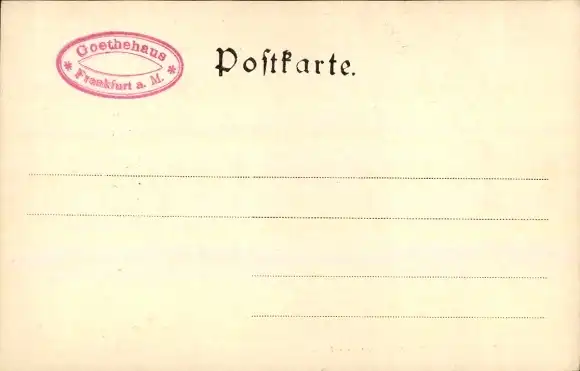 Goethehaus
* Frankfurt a. M. *
Poſtkarte.